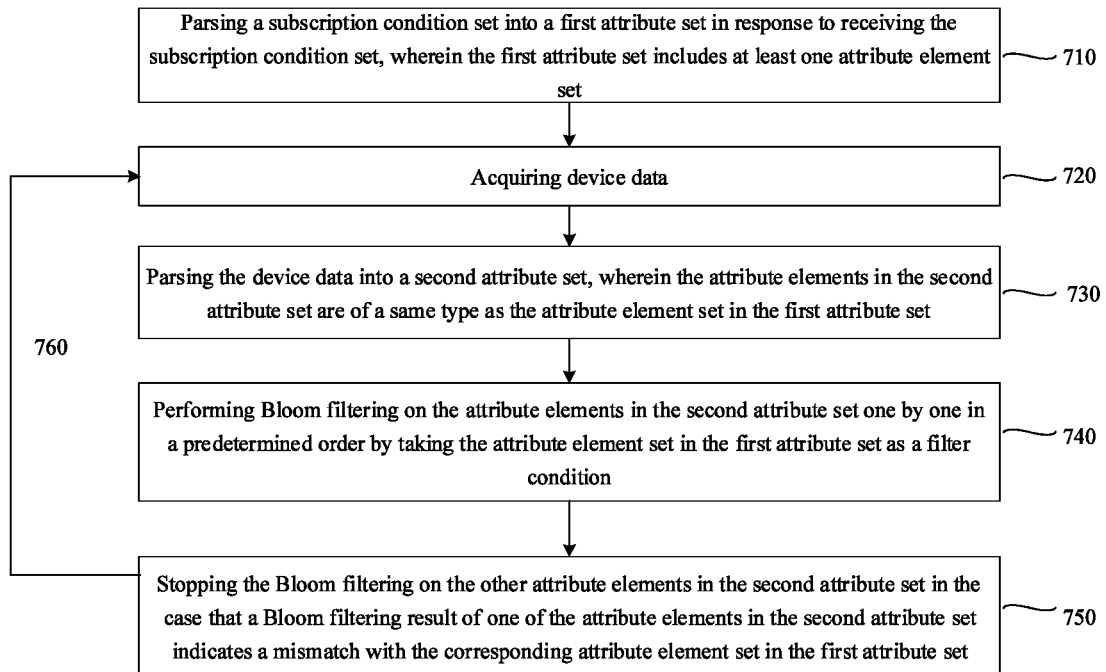 Parsing a subscription condition set into a first attribute set in response to receiving the
subscription condition set, wherein the first attribute set includes at least one attribute element
set
710
Acquiring device data
720
Parsing the device data into a second attribute set, wherein the attribute elements in the second
attribute set are of a same type as the attribute element set in the first attribute set
730
760
Performing Bloom filtering on the attribute elements in the second attribute set one by one in
a predetermined order by taking the attribute element set in the first attribute set as a filter
condition
740
Stopping the Bloom filtering on the other attribute elements in the second attribute set in the
case that a Bloom filtering result of one of the attribute elements in the second attribute set
indicates a mismatch with the corresponding attribute element set in the first attribute set
750